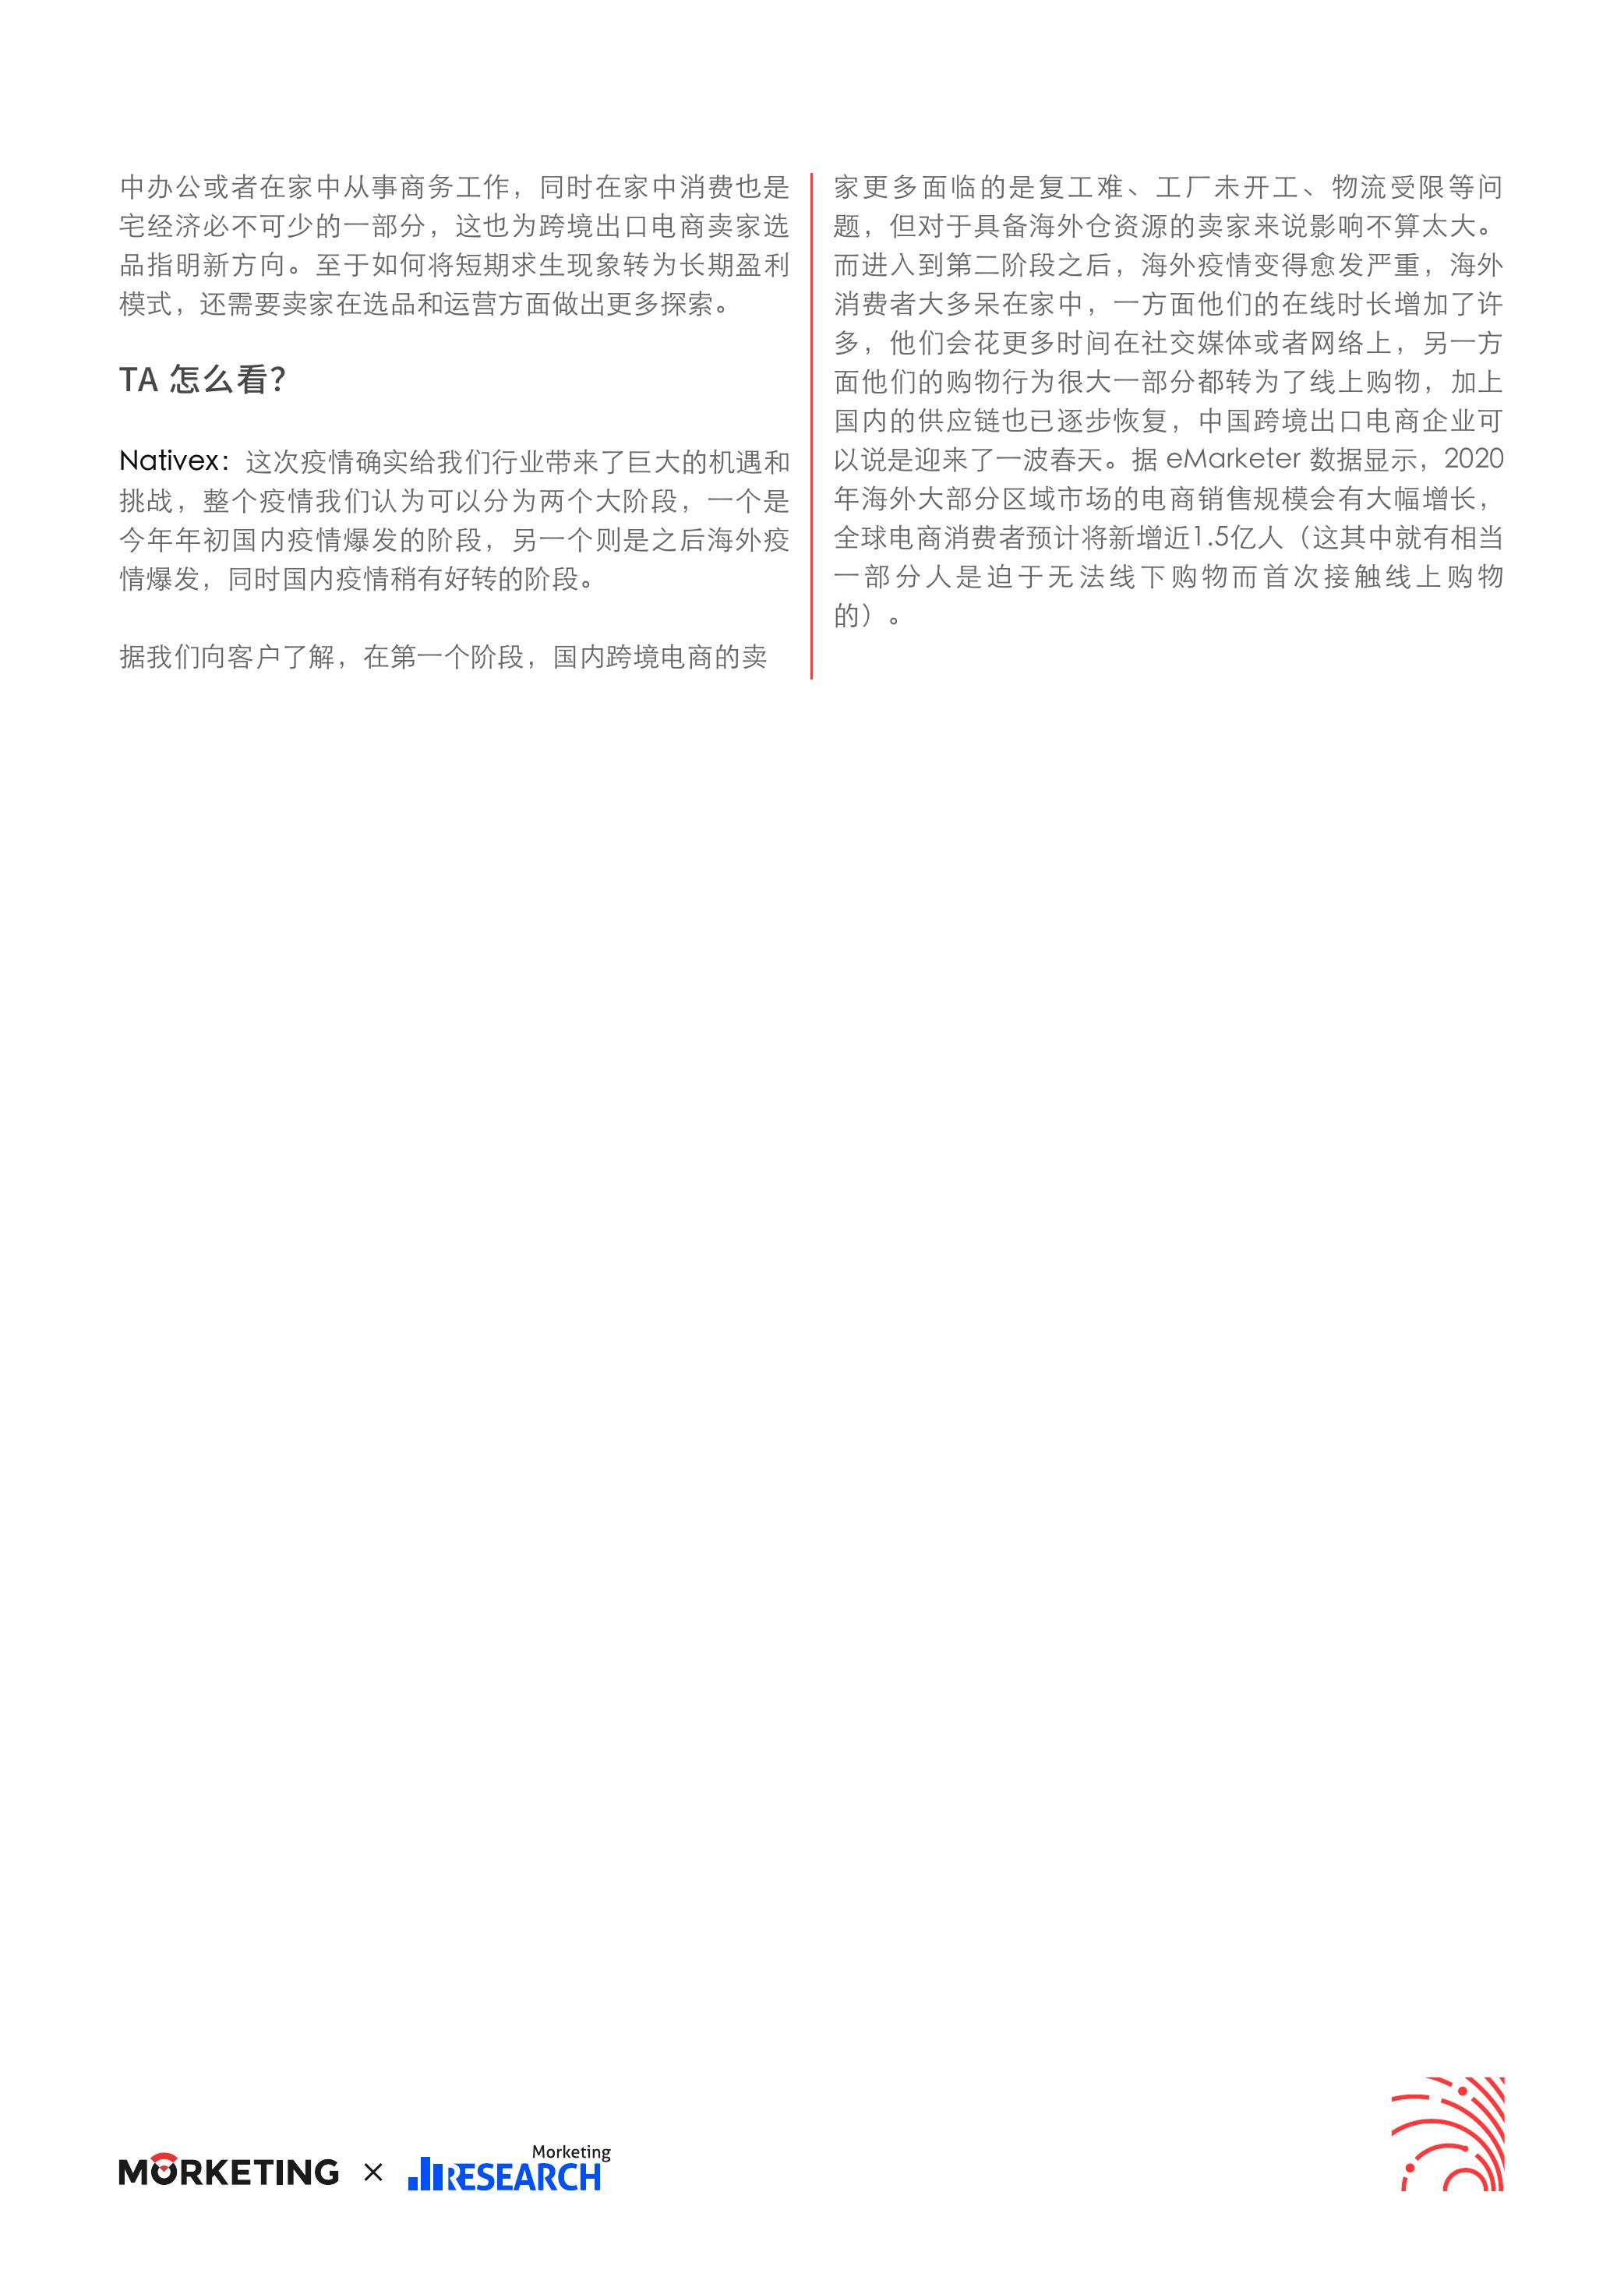 中办公或者在家中从事商务工作，同时在家中消费也是
宅经济必不可少的一部分，这也为跨境出口电商卖家选
品指明新方向。至于如何将短期求生现象转为长期盈利
模式，还需要卖家在选品和运营方面做出更多探索。
TA 怎么看？
Nativex：这次疫情确实给我们行业带来了巨大的机遇和
挑战，整个疫情我们认为可以分为两个大阶段，一个是
今年年初国内疫情爆发的阶段，另一个则是之后海外疫
情爆发，同时国内疫情稍有好转的阶段。
据我们向客户了解，在第一个阶段，国内跨境电商的卖
家更多面临的是复工难、工厂未开工、物流受限等问
题，但对于具备海外仓资源的卖家来说影响不算太大。
而进入到第二阶段之后，海外疫情变得愈发严重，海外
消费者大多呆在家中，一方面他们的在线时长增加了许
多，他们会花更多时间在社交媒体或者网络上，另一方
面他们的购物行为很大一部分都转为了线上购物，加上
国内的供应链也已逐步恢复，中国跨境出口电商企业可
以说是迎来了一波春天。据 eMarketer 数据显示，2020
年海外大部分区域市场的电商销售规模会有大幅增长，
全球电商消费者预计将新增近1.5亿人（这其中就有相当
一部分人是迫于无法线下购物而首次接触线上购物
的）。
MORKETING × Morketing RESEARCH